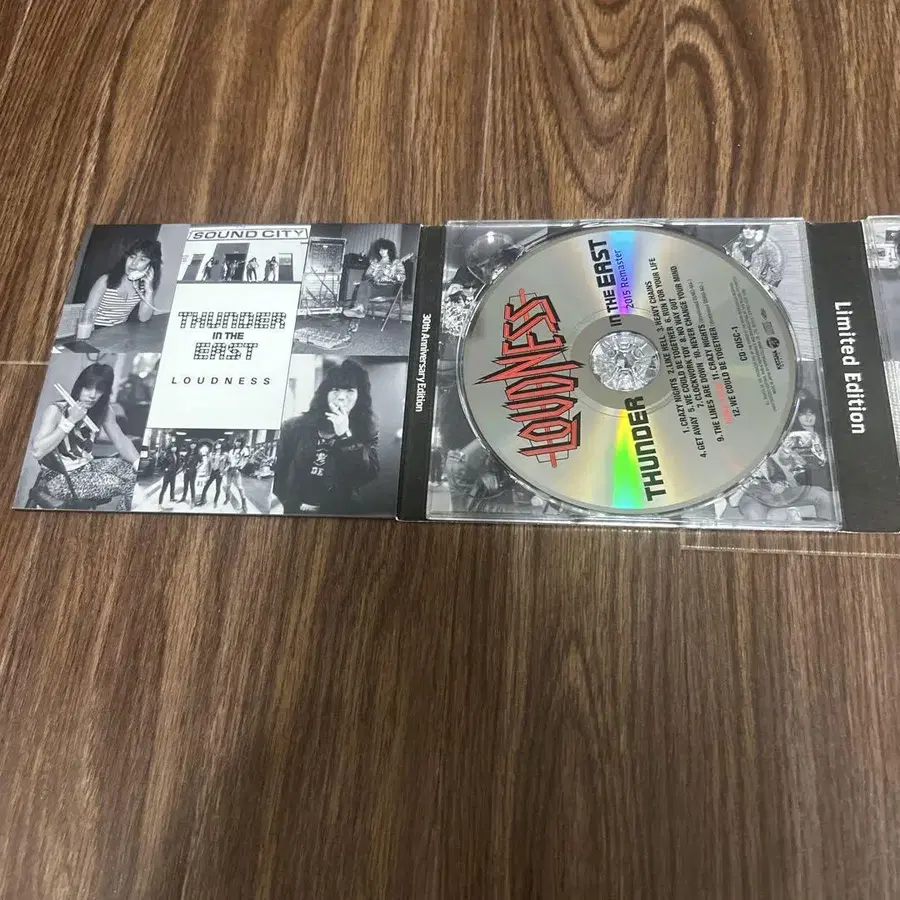 SOUND CITY
THUNDER
IN THE
EAST
LOUDNESS
30th Anniversary Edition
LOUDNESS
THUNDER IN THE EAST
2015 Remaster
1. CRAZY NIGHTS 2. LIKE HELL 3. HEAVY CHAINS
4. GET AWAY 5. WE COULD BE TOGETHER 6. RUN FOR YOUR LIFE
7. CLOCKWORK TOY 8. NO WAY OUT
9. THE LINES ARE DOWN 10. NEVER CHANGE YOUR MIND
11. CRAZY NIGHTS
12. WE COULD BE TOGETHER
CD DISC-1
Limited Edition